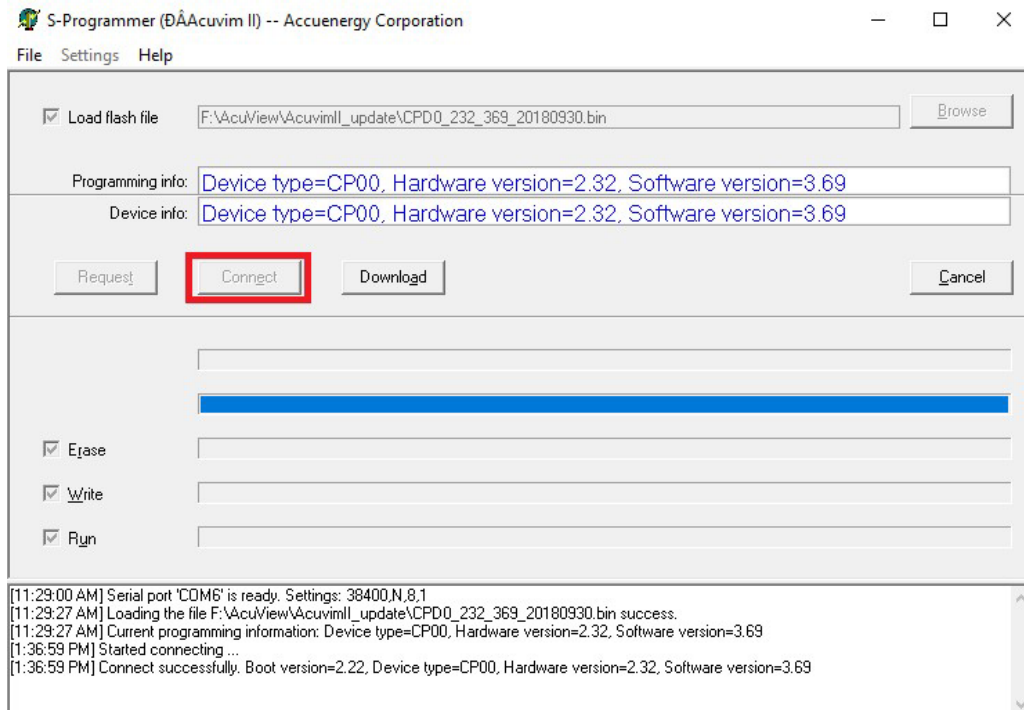 S-Programmer (ÐÂAcuvim II) -- Accuenergy Corporation
File Settings Help
Load flash file F:\AcuView\AcuvimII_update\CPD0_232_369_20180930.bin Browse
Programming info: Device type=CP00, Hardware version=2.32, Software version=3.69
Device info: Device type=CP00, Hardware version=2.32, Software version=3.69
Request Connect Download Cancel
Erase
Write
Run
[11:29:00 AM] Serial port 'COM6' is ready. Settings: 38400,N,8,1
[11:29:27 AM] Loading the file F:\AcuView\AcuvimII_update\CPD0_232_369_20180930.bin success.
[11:29:27 AM] Current programming information: Device type=CP00, Hardware version=2.32, Software version=3.69
[1:36:59 PM] Started connecting ...
[1:36:59 PM] Connect successfully. Boot version=2.22, Device type=CP00, Hardware version=2.32, Software version=3.69